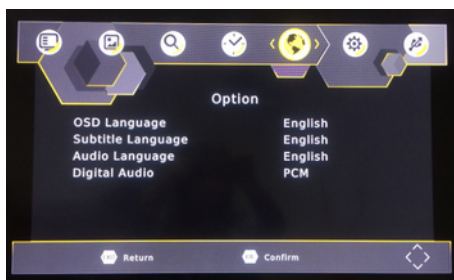 Option
OSD Language English
Subtitle Language English
Audio Language English
Digital Audio PCM
Return Confirm